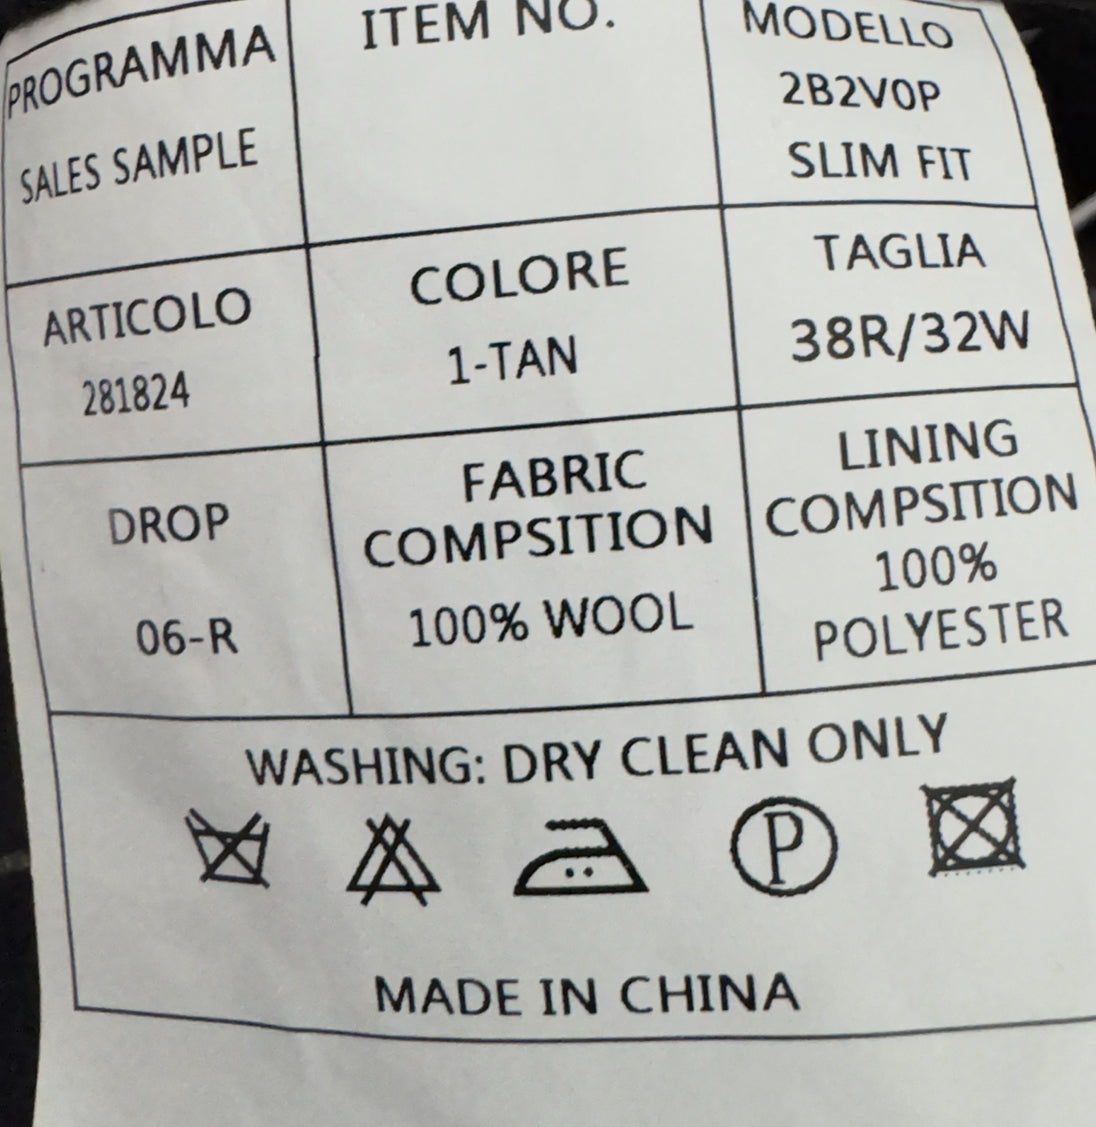 PROGRAMMA
SALES SAMPLE
ITEM NO.
MODELLO
2B2V0P
SLIM FIT
ARTICOLO
281824
COLORE
1-TAN
TAGLIA
38R/32W
DROP
06-R
FABRIC
COMPSITION
100% WOOL
LINING
COMPSITION
100%
POLYESTER
WASHING: DRY CLEAN ONLY
P
MADE IN CHINA